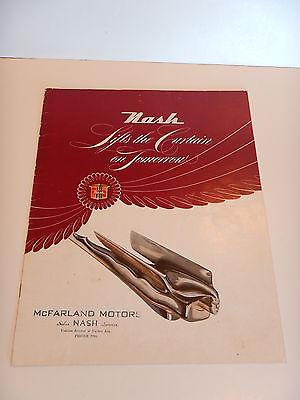 Nash
Lifts the Curtain
on Tomorrow
McFARLAND MOTORS
Sales NASH Service